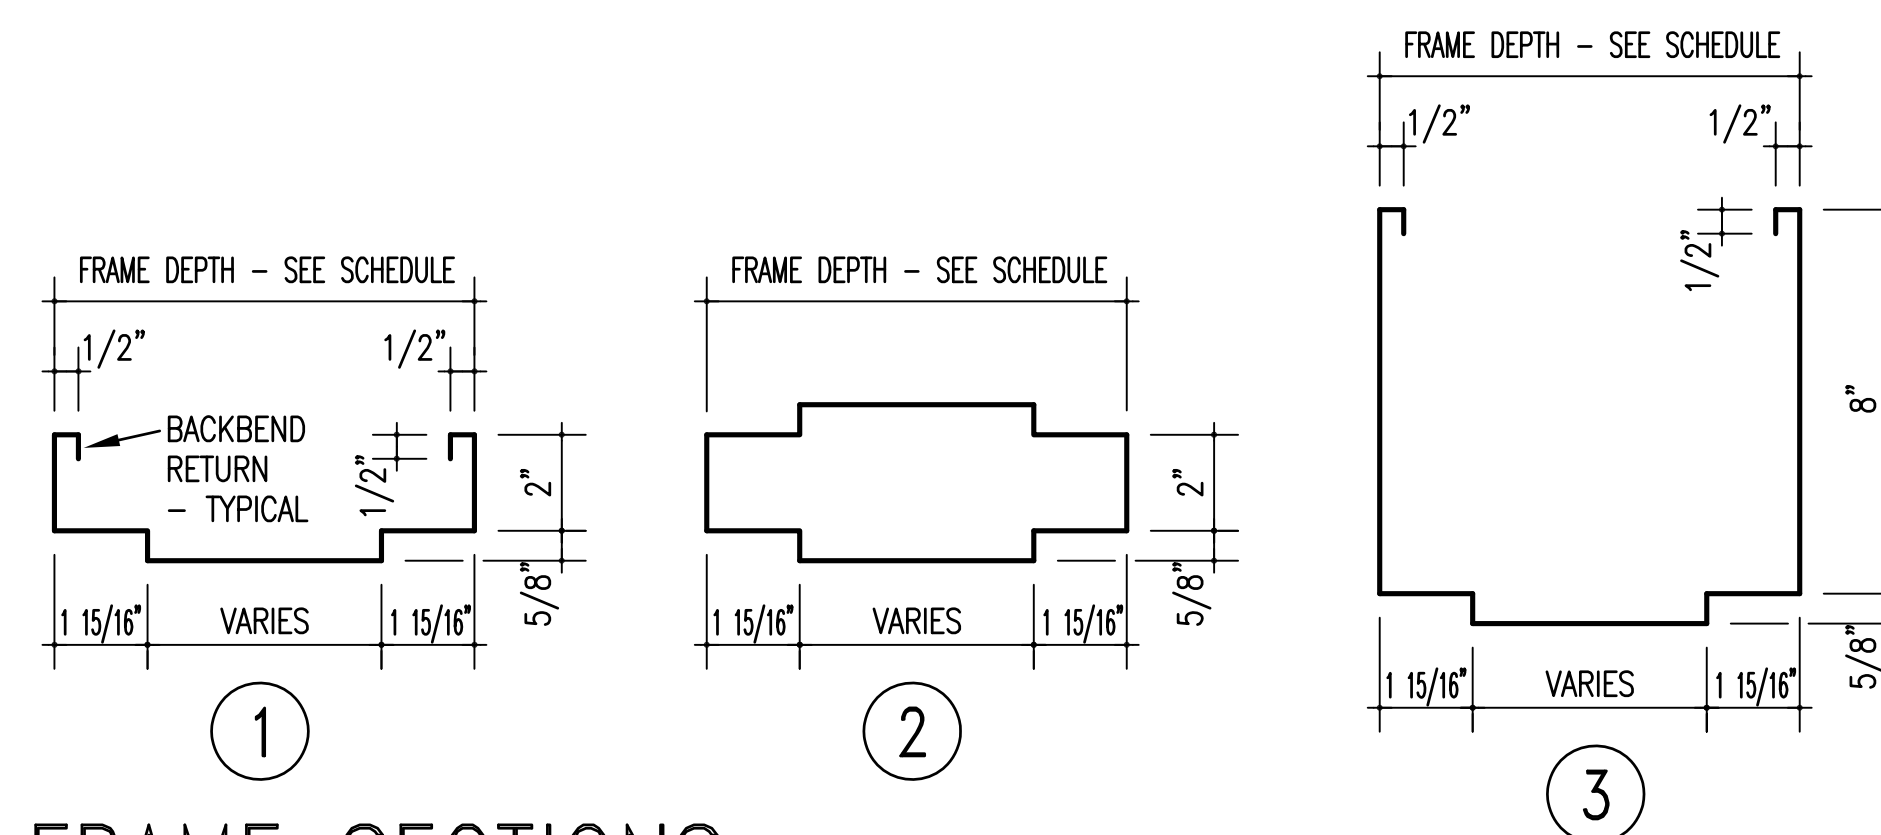 FRAME DEPTH - SEE SCHEDULE
1/2"
1/2"
BACKBEND
RETURN
- TYPICAL
1/2"
2"
5/8"
1 15/16"
VARIES
1 15/16"
1
FRAME DEPTH - SEE SCHEDULE
2"
5/8"
1 15/16"
VARIES
1 15/16"
2
FRAME DEPTH - SEE SCHEDULE
1/2"
1/2"
1/2"
8"
5/8"
1 15/16"
VARIES
1 15/16"
3
FRAME SECTIONS